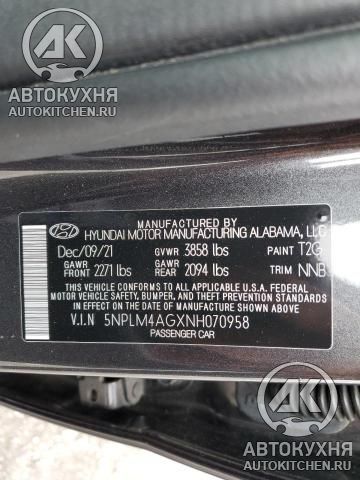 AK
АВТОКУХНЯ
AUTOKITCHEN.RU
MANUFACTURED BY
HYUNDAI MOTOR MANUFACTURING ALABAMA, LLC
Dec/09/21 GVWR 3858 lbs PAINT T2G
GAWR FRONT 2271 lbs GAWR REAR 2094 lbs TRIM NNB
THIS VEHICLE CONFORMS TO ALL APPLICABLE U.S.A FEDERAL
MOTOR VEHICLE SAFETY, BUMPER, AND THEFT PREVENTION
STANDARDS IN EFFECT ON THE DATE OF MANUFACTURE SHOWN ABOVE.
V.I.N 5NPLM4AGXNH070958
PASSENGER CAR
AK
АВТОКУХНЯ
AUTOKITCHEN.RU